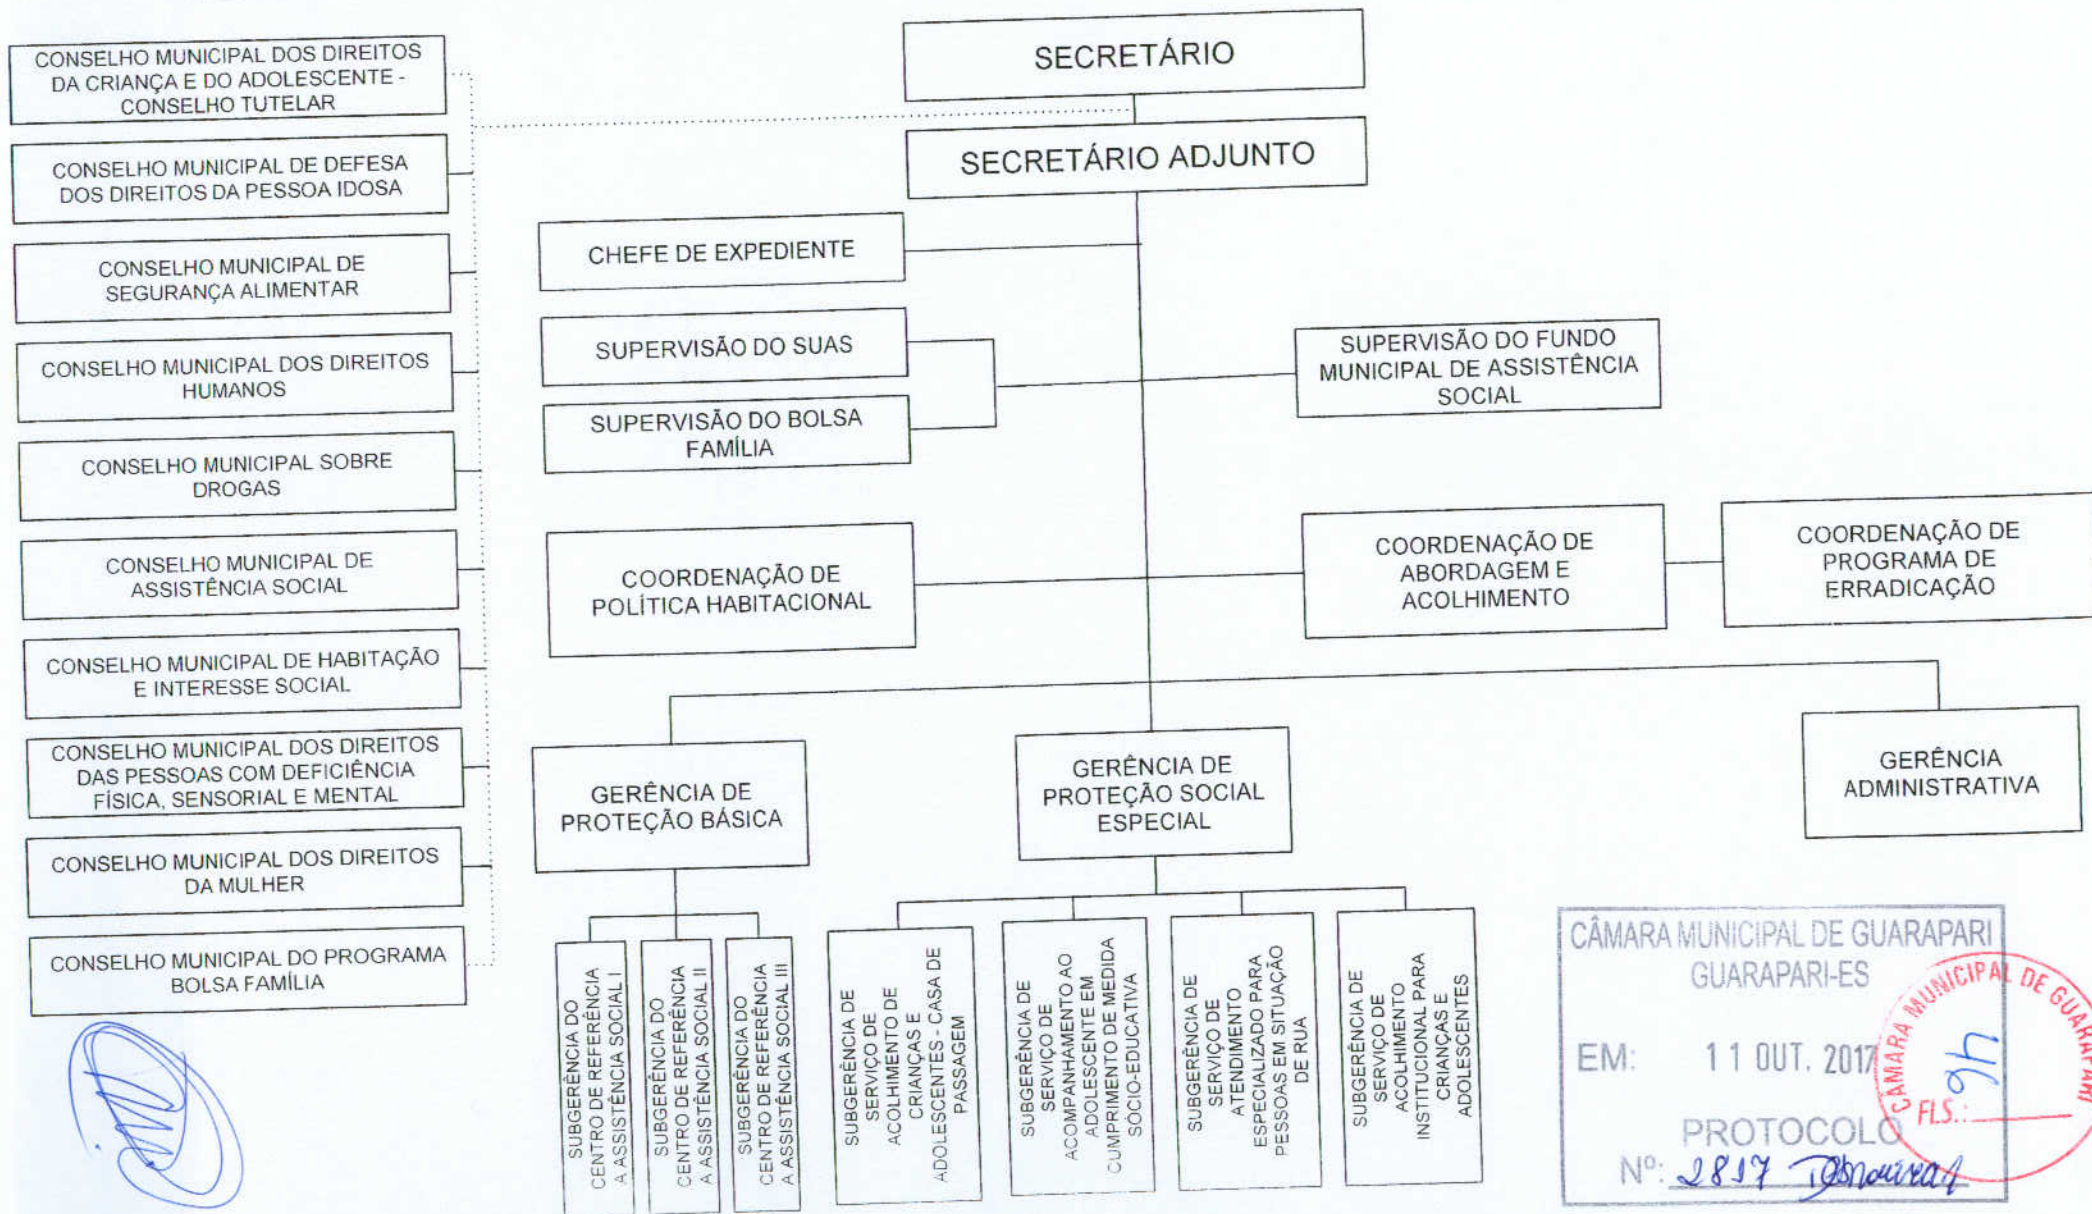 CONSELHO MUNICIPAL DOS DIREITOS
DA CRIANÇA E DO ADOLESCENTE -
CONSELHO TUTELAR
CONSELHO MUNICIPAL DE DEFESA
DOS DIREITOS DA PESSOA IDOSA
CONSELHO MUNICIPAL DE
SEGURANÇA ALIMENTAR
CONSELHO MUNICIPAL DOS DIREITOS
HUMANOS
CONSELHO MUNICIPAL SOBRE
DROGAS
CONSELHO MUNICIPAL DE
ASSISTÊNCIA SOCIAL
CONSELHO MUNICIPAL DE HABITAÇÃO
E INTERESSE SOCIAL
CONSELHO MUNICIPAL DOS DIREITOS
DAS PESSOAS COM DEFICIÊNCIA
FÍSICA, SENSORIAL E MENTAL
CONSELHO MUNICIPAL DOS DIREITOS
DA MULHER
CONSELHO MUNICIPAL DO PROGRAMA
BOLSA FAMÍLIA
SECRETÁRIO
SECRETÁRIO ADJUNTO
CHEFE DE EXPEDIENTE
SUPERVISÃO DO SUAS
SUPERVISÃO DO BOLSA
FAMÍLIA
SUPERVISÃO DO FUNDO
MUNICIPAL DE ASSISTÊNCIA
SOCIAL
COORDENAÇÃO DE
POLÍTICA HABITACIONAL
COORDENAÇÃO DE
ABORDAGEM E
ACOLHIMENTO
COORDENAÇÃO DE
PROGRAMA DE
ERRADICAÇÃO
GERÊNCIA DE
PROTEÇÃO BÁSICA
GERÊNCIA DE
PROTEÇÃO SOCIAL
ESPECIAL
GERÊNCIA
ADMINISTRATIVA
SUBGERÊNCIA DO
CENTRO DE REFERÊNCIA
A ASSISTÊNCIA SOCIAL I
SUBGERÊNCIA DO
CENTRO DE REFERÊNCIA
A ASSISTÊNCIA SOCIAL II
SUBGERÊNCIA DO
CENTRO DE REFERÊNCIA
A ASSISTÊNCIA SOCIAL III
SUBGERÊNCIA DE
SERVIÇO DE
ACOLHIMENTO DE
CRIANÇAS E
ADOLESCENTES - CASA DE
PASSAGEM
SUBGERÊNCIA DE
SERVIÇO DE
ACOMPANHAMENTO AO
ADOLESCENTE EM
CUMPRIMENTO DE MEDIDA
SÓCIO-EDUCATIVA
SUBGERÊNCIA DE
SERVIÇO DE
ATENDIMENTO
ESPECIALIZADO PARA
PESSOAS EM SITUAÇÃO
DE RUA
SUBGERÊNCIA DE
SERVIÇO DE
ACOLHIMENTO
INSTITUCIONAL PARA
CRIANÇAS E
ADOLESCENTES
CÂMARA MUNICIPAL DE GUARAPARI
GUARAPARI-ES
EM: 11 OUT. 2017
PROTOCOLO
Nº: 2817
CÂMARA MUNICIPAL DE GUARAPARI
FLS.: